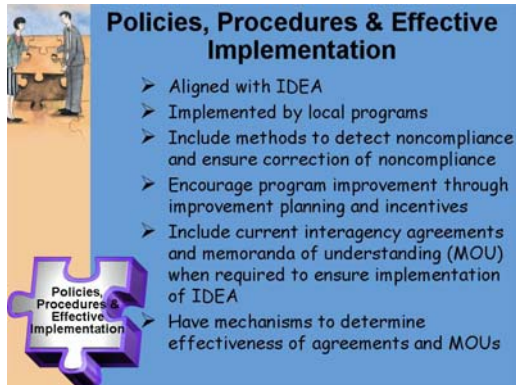 Policies, Procedures & Effective
Implementation
➢ Aligned with IDEA
➢ Implemented by local programs
➢ Include methods to detect noncompliance
and ensure correction of noncompliance
➢ Encourage program improvement through
improvement planning and incentives
➢ Include current interagency agreements
and memoranda of understanding (MOU)
when required to ensure implementation
of IDEA
➢ Have mechanisms to determine
effectiveness of agreements and MOUs
Policies,
Procedures &
Effective
Implementation